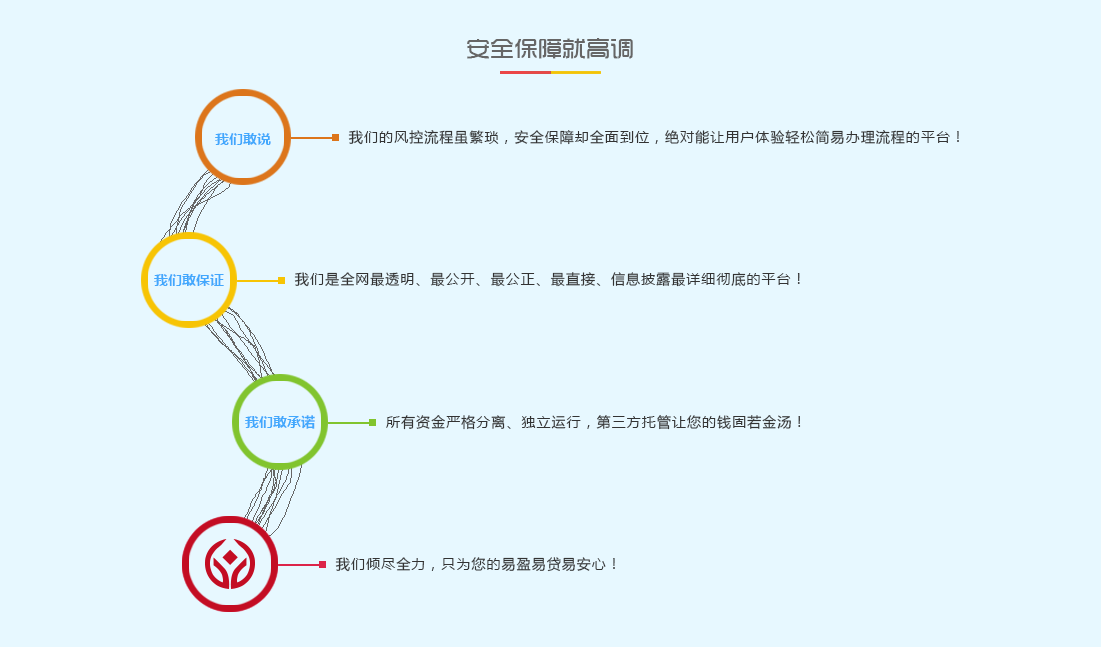 安全保障就高调
我们敢说
我们的风控流程虽繁琐，安全保障却全面到位，绝对能让用户体验轻松简易办理流程的平台！
我们敢保证
我们是全网最透明、最公开、最公正、最直接、信息披露最详细彻底的平台！
我们敢承诺
所有资金严格分离、独立运行，第三方托管让您的钱固若金汤！
我们倾尽全力，只为您的易盈易贷易安心！